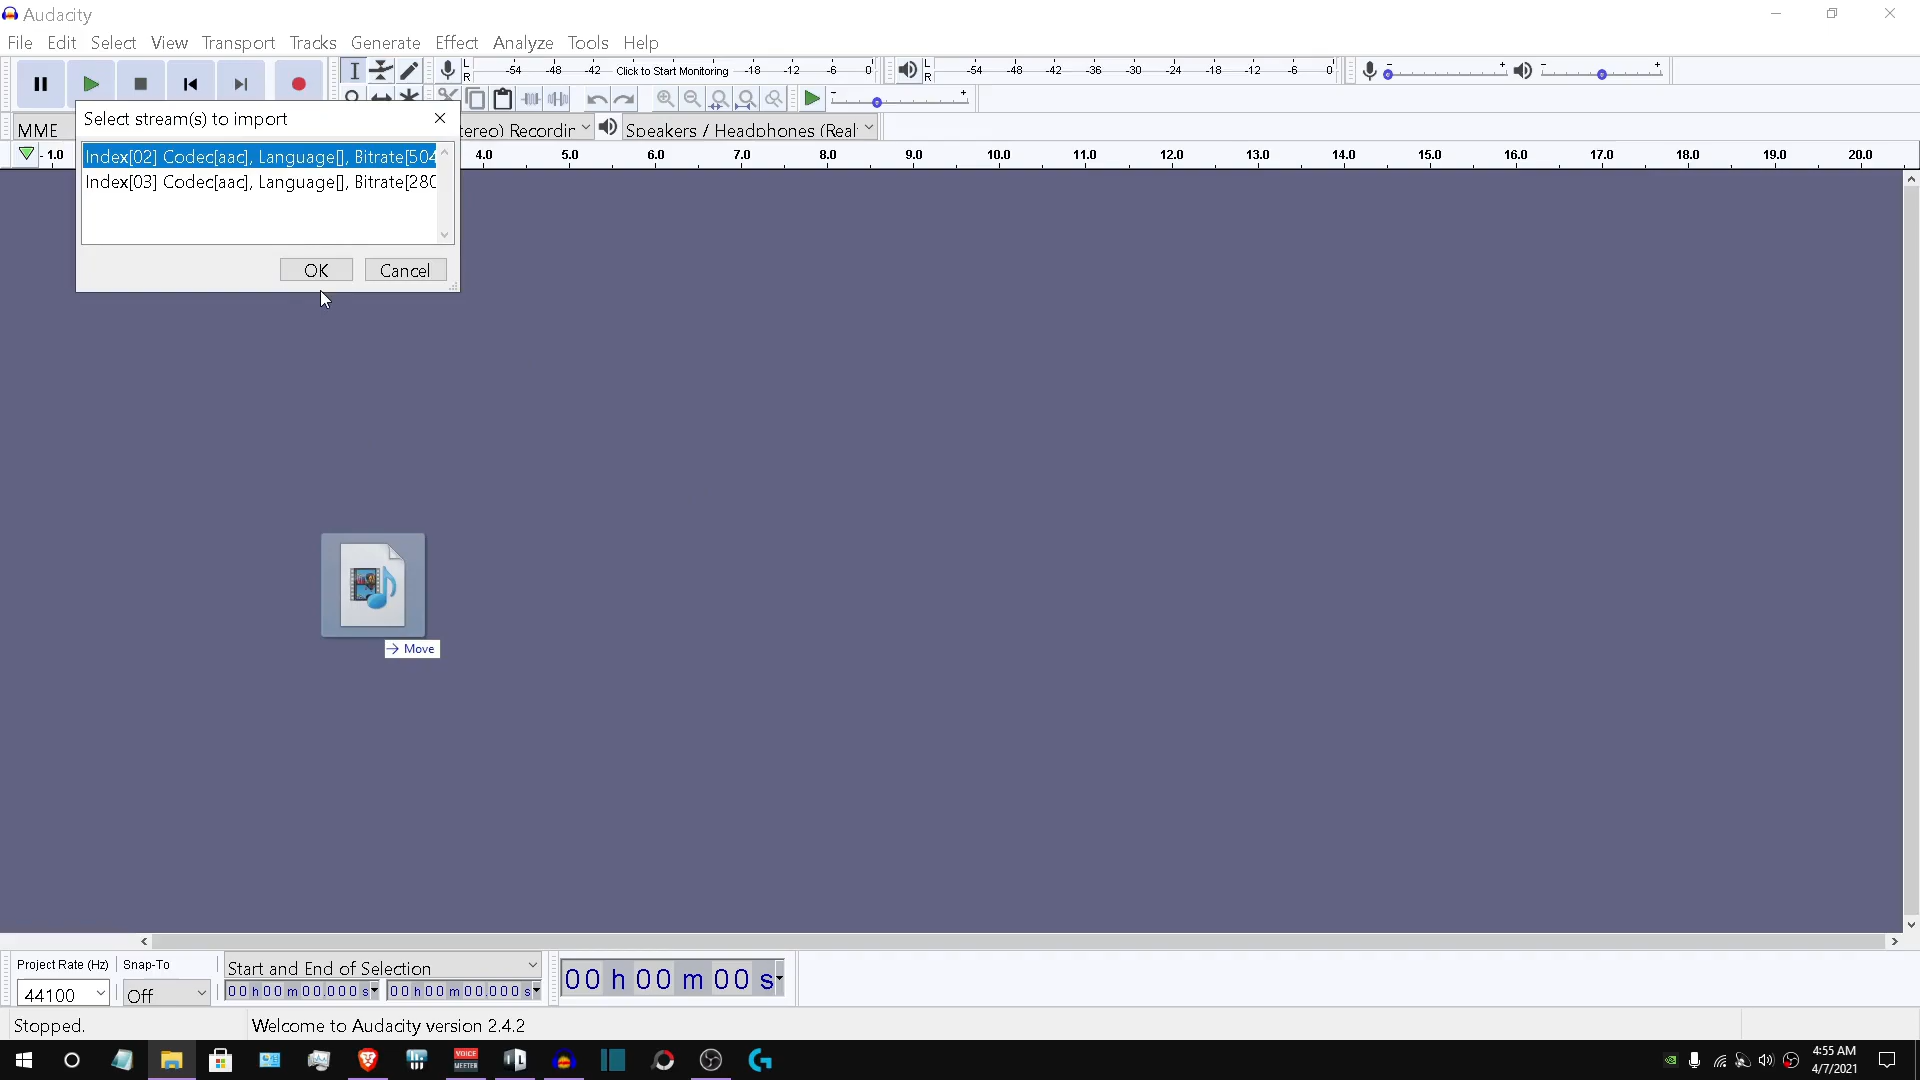 Audacity
File Edit Select View Transport Tracks Generate Effect Analyze Tools Help
L R -54 -48 -42 Click to Start Monitoring -18 -12 -6 0 L R -54 -48 -42 -36 -30 -24 -18 -12 -6 0 - + - +
- +
Select stream(s) to import
MME
Recordir
Speakers / Headphones (Real
-1.0 4.0 5.0 6.0 7.0 8.0 9.0 10.0 11.0 12.0 13.0 14.0 15.0 16.0 17.0 18.0 19.0 20.0
Index[02] Codec[aac], Language[], Bitrate[504
Index[03] Codec[aac], Language[], Bitrate[280
OK Cancel
→ Move
Project Rate (Hz) Snap-To Start and End of Selection
44100 Off 00 h 00 m 00.000 s 00 h 00 m 00.000 s 00 h 00 m 00 s
Stopped. Welcome to Audacity version 2.4.2
VOICE
MEETER
4:55 AM
4/7/2021